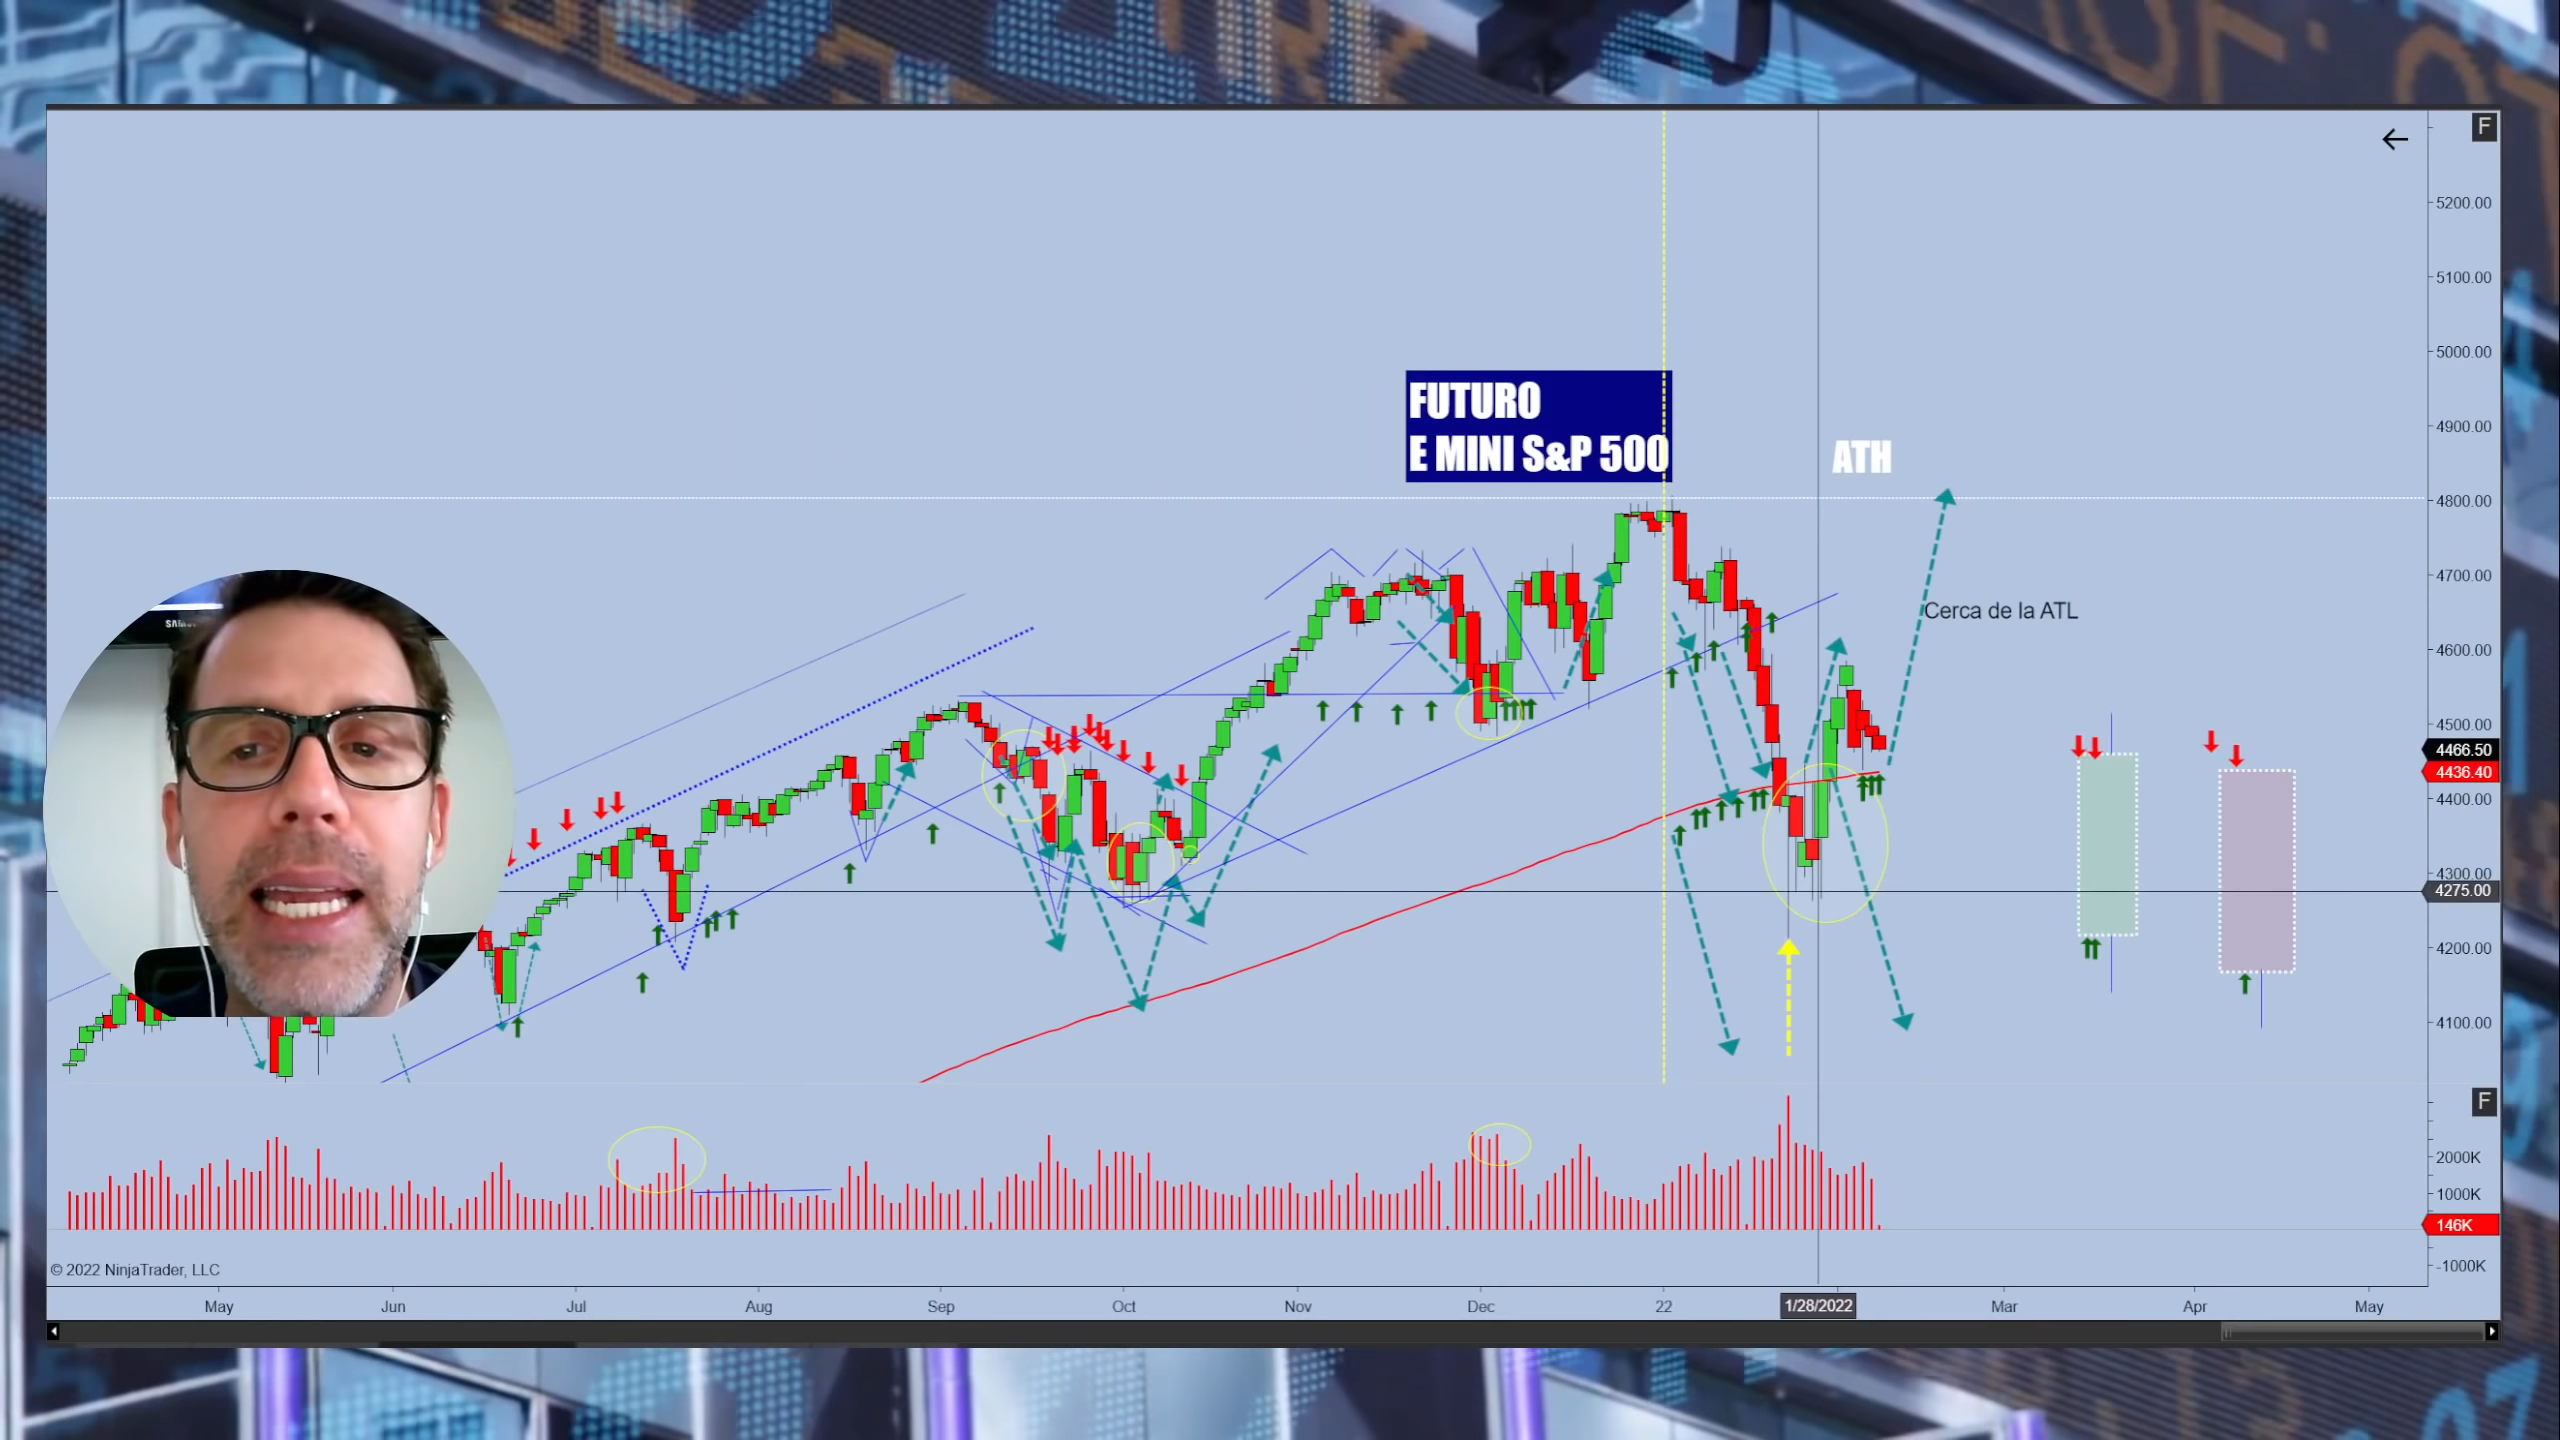 F
5200.00
5100.00
5000.00
4900.00
FUTURO
E MINI S&P 500
ATH
4800.00
4700.00
Cerca de la ATL
4600.00
4500.00
4466.50
4436.40
4400.00
4300.00
4275.00
4200.00
4100.00
F
2000K
1000K
146K
-1000K
© 2022 NinjaTrader, LLC
May Jun Jul Aug Sep Oct Nov Dec 22 1/28/2022 Mar Apr May